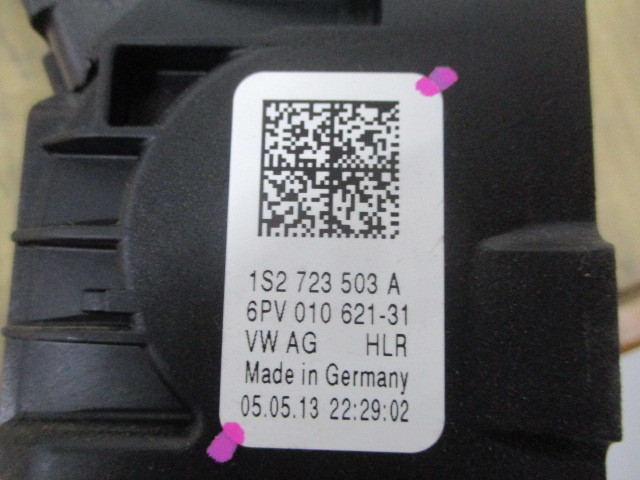 1S2 723 503 A
6PV 010 621-31
VW AG HLR
Made in Germany
05.05.13 22:29:02